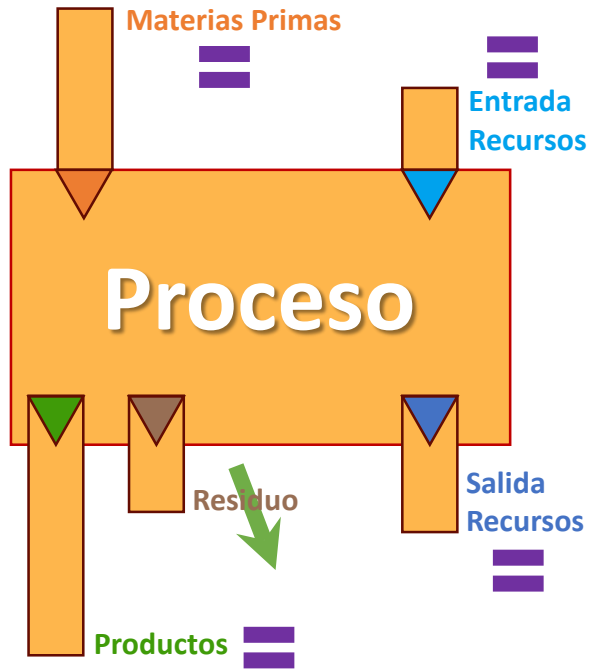 Materias Primas
Entrada
Recursos
Proceso
Residuo
Salida
Recursos
Productos